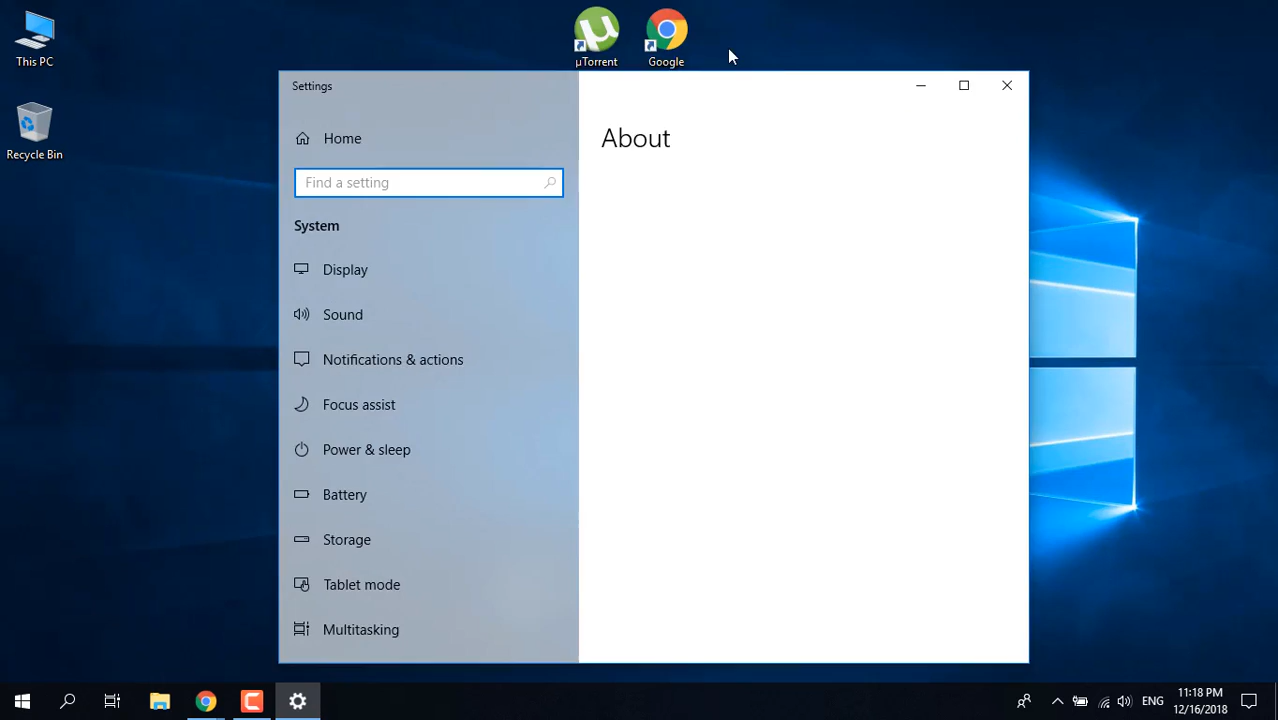 This PC
Recycle Bin
µTorrent
Google
Settings
Home
Find a setting
System
Display
Sound
Notifications & actions
Focus assist
Power & sleep
Battery
Storage
Tablet mode
Multitasking
About
ENG
11:18 PM
12/16/2018